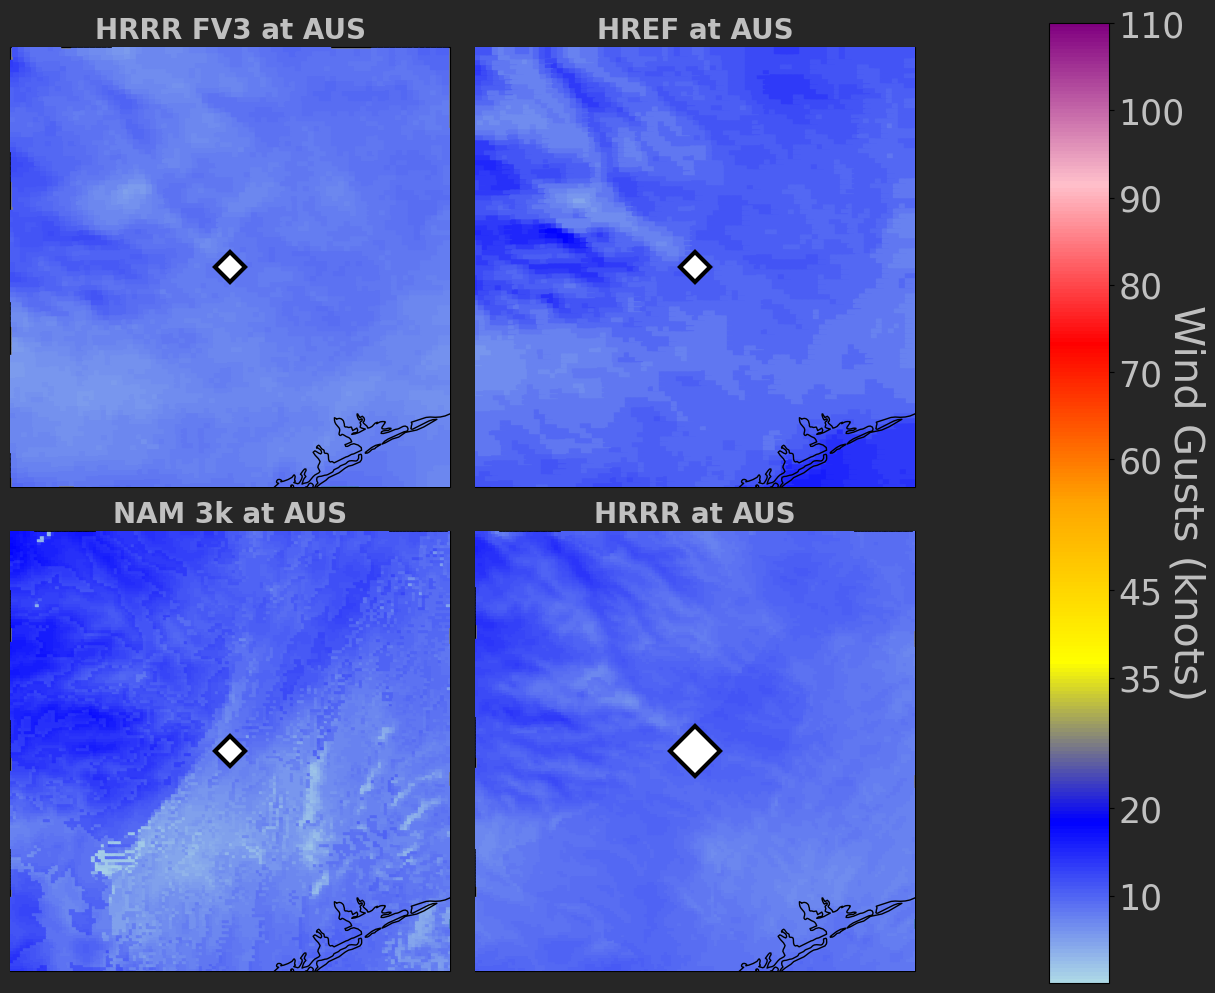 HRRR FV3 at AUS
HREF at AUS
NAM 3k at AUS
HRRR at AUS
110
100
90
80
70
60
45
35
20
10
Wind Gusts (knots)